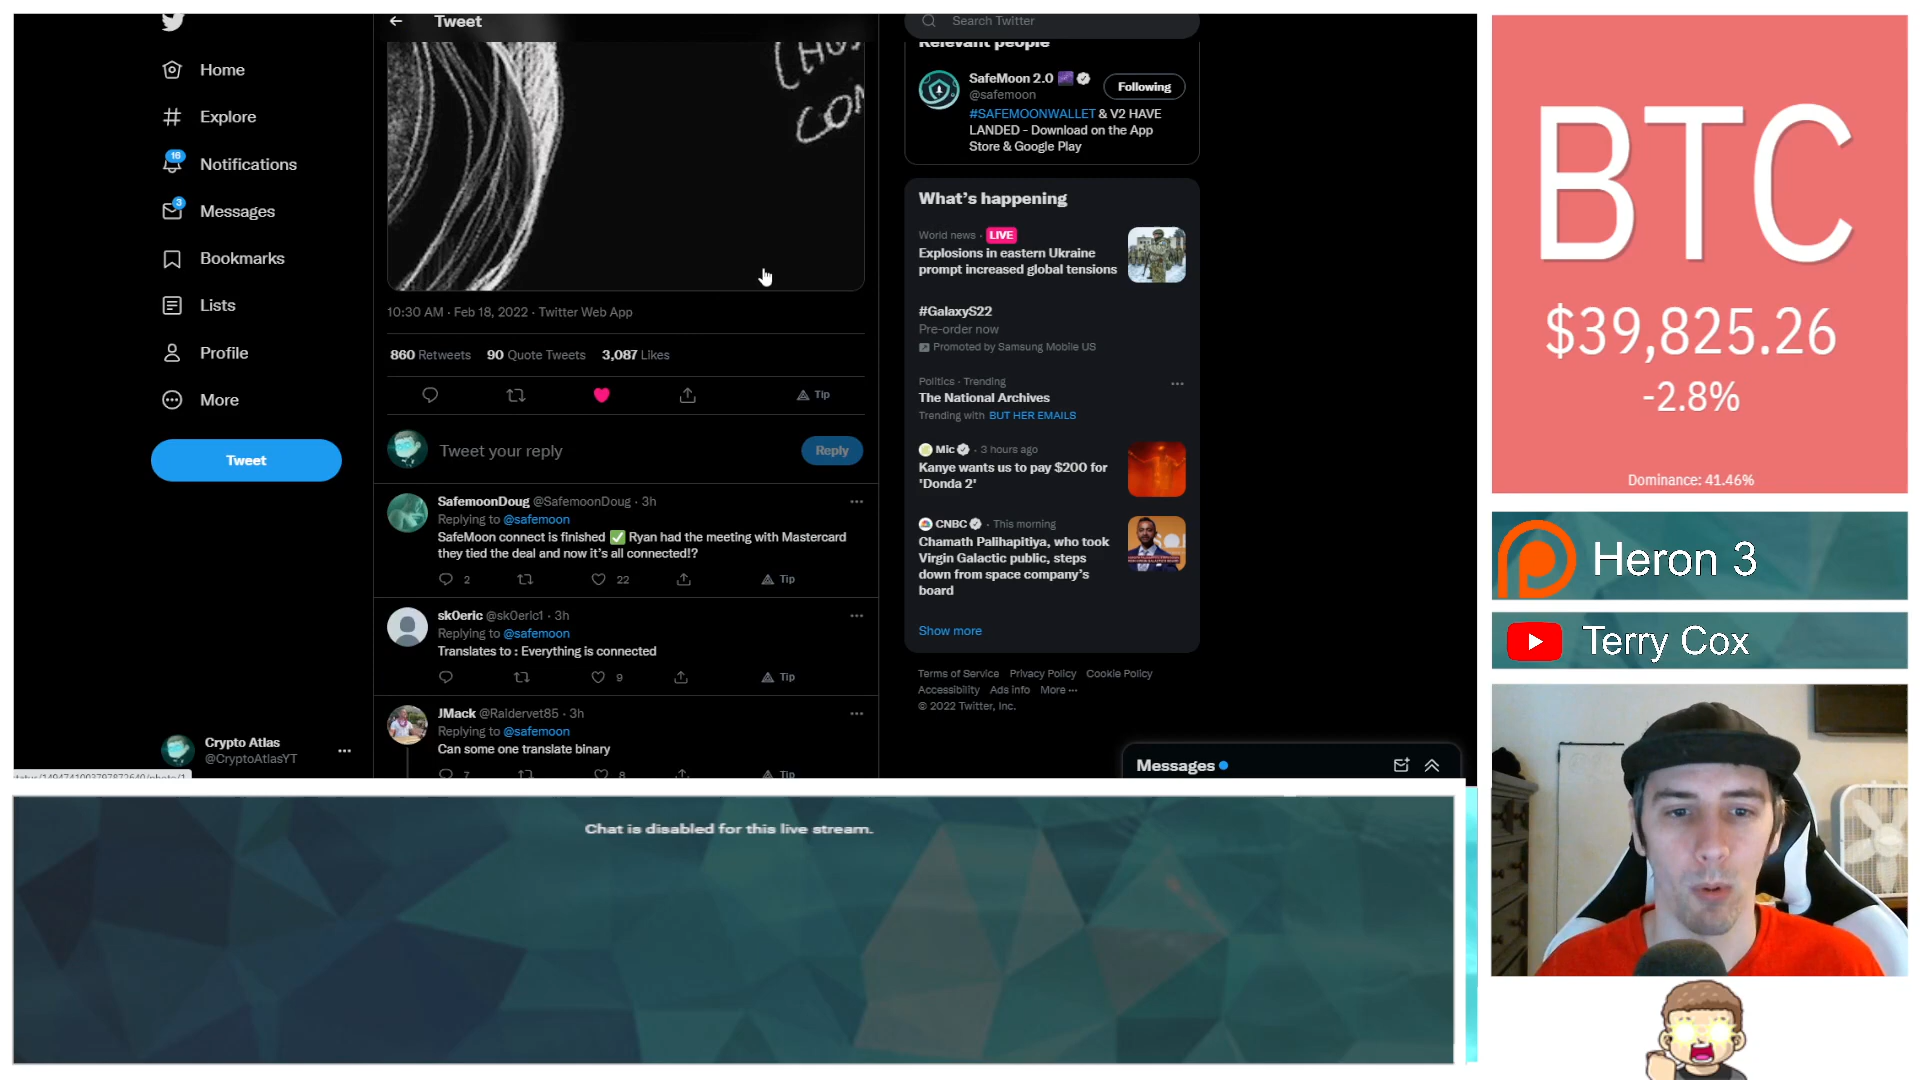 Tweet
Home
Explore
16
Notifications
3
Messages
Bookmarks
Lists
Profile
More
Tweet
Crypto Atlas
@CryptoAtlasYT
10:30 AM · Feb 18, 2022 · Twitter Web App
860 Retweets 90 Quote Tweets 3,087 Likes
Tip
Tweet your reply
Reply
SafemoonDoug @SafemoonDoug · 3h
Replying to @safemoon
SafeMoon connect is finished ✅ Ryan had the meeting with Mastercard
they tied the deal and now it's all connected!?
2 22 Tip
sk0eric @sk0eric1 · 3h
Replying to @safemoon
Translates to : Everything is connected
9 Tip
JMack @Raldervet85 · 3h
Replying to @safemoon
Can some one translate binary
7 8 Tip
Search Twitter
Relevant people
SafeMoon 2.0
@safemoon
Following
#SAFEMOONWALLET & V2 HAVE
LANDED - Download on the App
Store & Google Play
What's happening
World news · LIVE
Explosions in eastern Ukraine
prompt increased global tensions
#GalaxyS22
Pre-order now
Promoted by Samsung Mobile US
Politics · Trending
The National Archives
Trending with BUT HER EMAILS
Mic · 3 hours ago
Kanye wants us to pay $200 for
'Donda 2'
CNBC · This morning
Chamath Palihapitiya, who took
Virgin Galactic public, steps
down from space company's
board
Show more
Terms of Service Privacy Policy Cookie Policy
Accessibility Ads info More ···
© 2022 Twitter, Inc.
Messages
Chat is disabled for this live stream.
BTC
$39,825.26
-2.8%
Dominance: 41.46%
Heron 3
Terry Cox